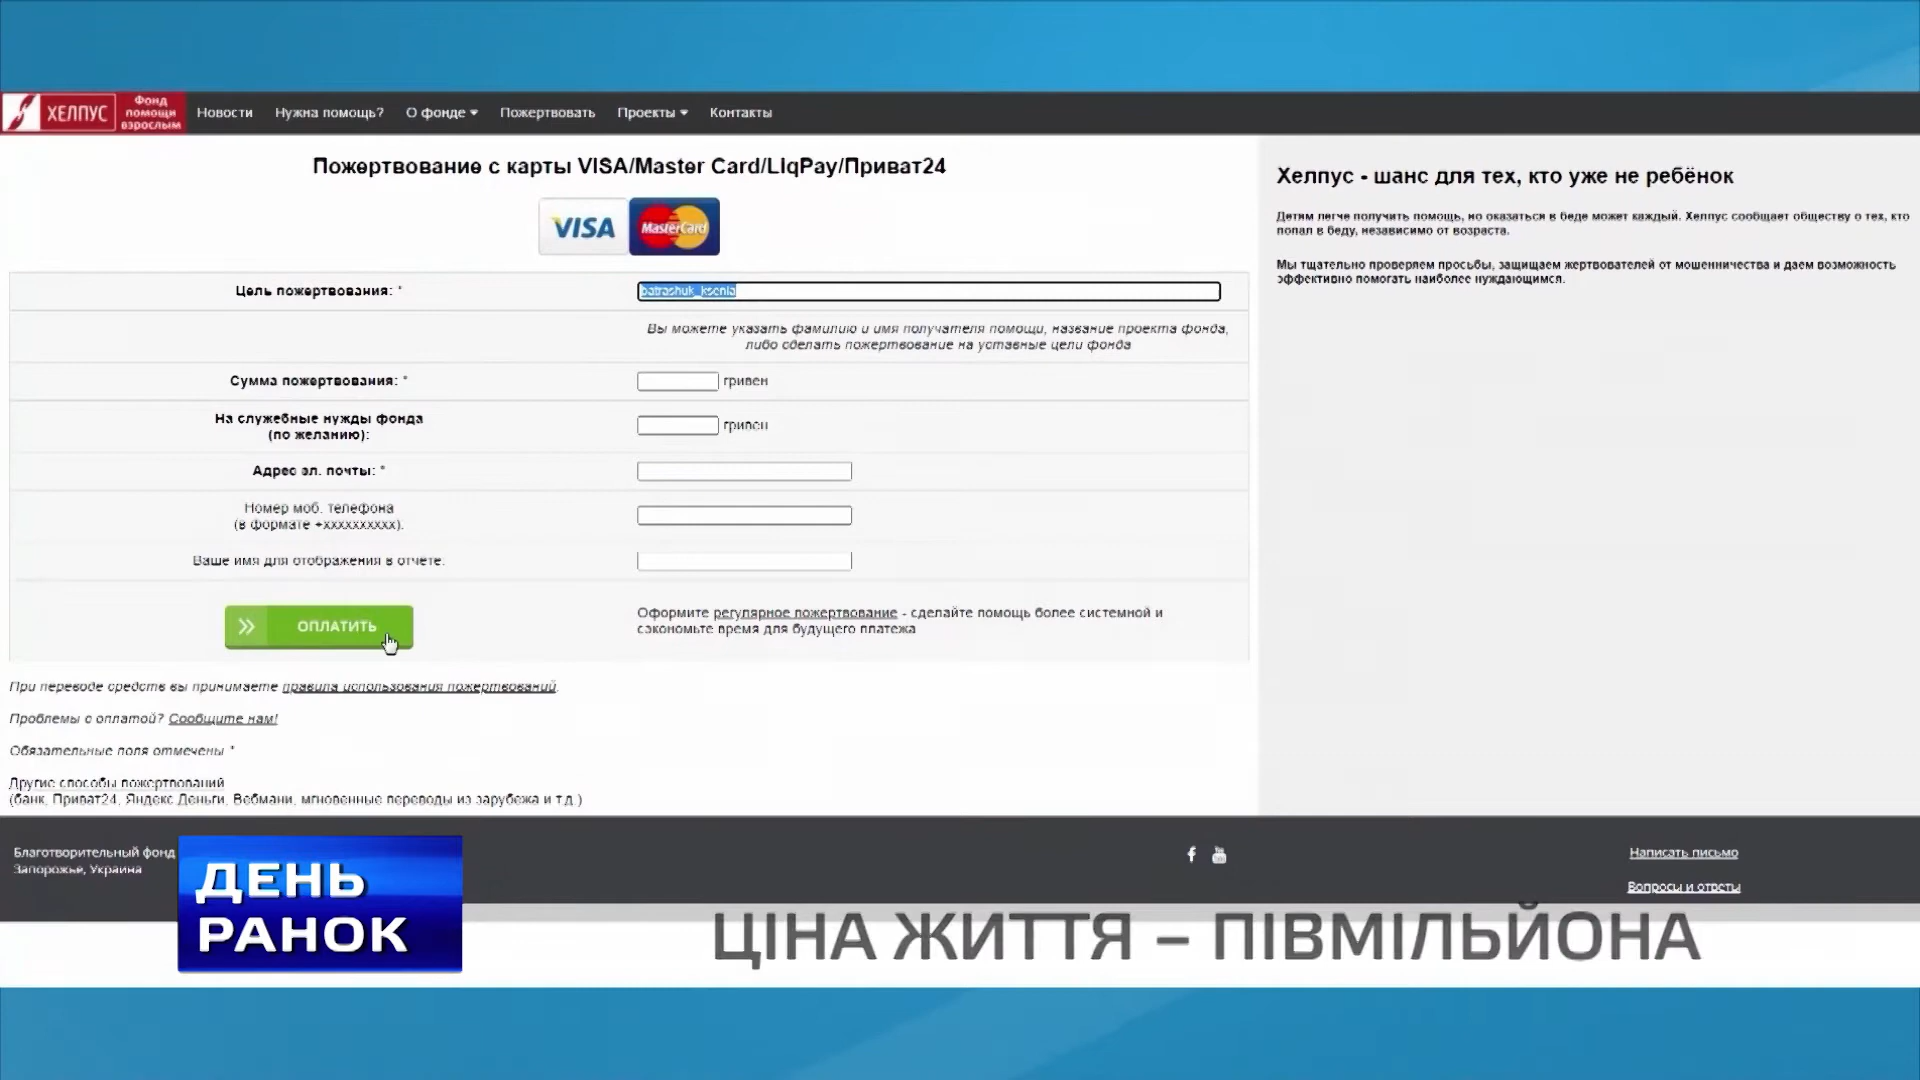 ХЕЛПУС
Фонд
помощи
взрослым
Новости
Нужна помощь?
О фонде
Пожертвовать
Проекты
Контакты
Пожертвование с карты VISA/Master Card/LiqPay/Приват24
VISA
MasterCard
Цель пожертвования: *
batrashuk_ksenia
Вы можете указать фамилию и имя получателя помощи, название проекта фонда,
либо сделать пожертвование на уставные цели фонда
Сумма пожертвования: *
гривен
На служебные нужды фонда
(по желанию):
гривен
Адрес эл. почты: *
Номер моб. телефона
(в формате +xxxxxxxxxx):
Ваше имя для отображения в отчёте:
ОПЛАТИТЬ
Оформите регулярное пожертвование - сделайте помощь более системной и
сэкономьте время для будущего платежа
При переводе средств вы принимаете правила использования пожертвований.
Проблемы с оплатой? Сообщите нам!
Обязательные поля отмечены *
Другие способы пожертвований
(банк, Приват24, Яндекс Деньги, Вебмани, мгновенные переводы из зарубежа и т.д.)
Хелпус - шанс для тех, кто уже не ребёнок
Детям легче получить помощь, но оказаться в беде может каждый. Хелпус сообщает обществу о тех, кто
попал в беду, независимо от возраста.
Мы тщательно проверяем просьбы, защищаем жертвователей от мошенничества и даем возможность
эффективно помогать наиболее нуждающимся.
Благотворительный фонд
Запорожье, Украина
Написать письмо
Вопросы и ответы
ДЕНЬ
РАНОК
ЦІНА ЖИТТЯ – ПІВМІЛЬЙОНА